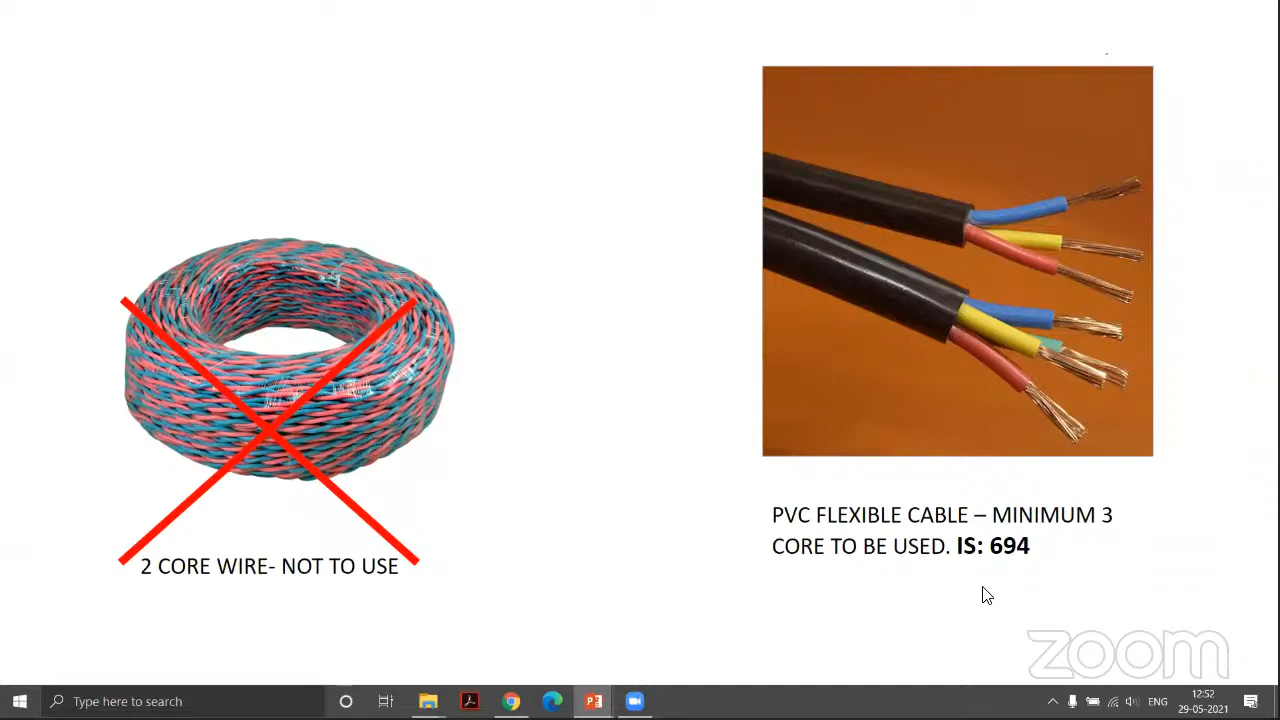 2 CORE WIRE- NOT TO USE
PVC FLEXIBLE CABLE – MINIMUM 3
CORE TO BE USED. IS: 694
zoom
Type here to search
ENG
12:52
29-05-2021